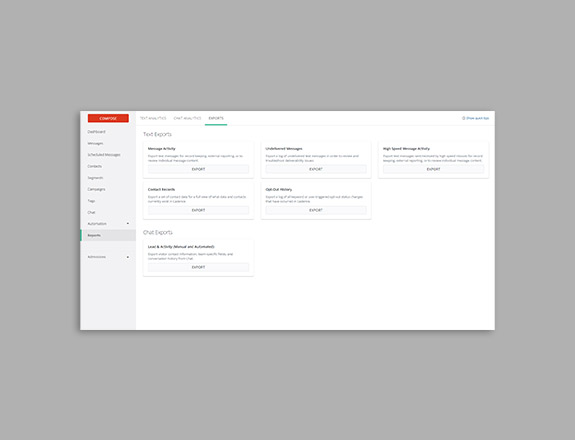 COMPOSE
Dashboard
Messages
Scheduled Messages
Contacts
Segments
Campaigns
Tags
Chat
Automation
Reports
Administration
TEXT ANALYTICS CHAT ANALYTICS EXPORTS
Show quick tips
Text Exports
Message Activity
Export text messages for record keeping, external reporting, or to
review individual message content.
EXPORT
Undelivered Messages
Export a log of undelivered text messages in order to review and
troubleshoot deliverability issues.
EXPORT
High Speed Message Activity
Export text messages sent/received by high speed inboxes for record
keeping, external reporting, or to review individual message content.
EXPORT
Contact Records
Export a set of contact data for a full view of what data and consent
currently exist in
EXPORT
Opt-Out History
Export a log of all keyword or user-triggered opt-out status changes
that have occurred in
EXPORT
Chat Exports
Lead & Activity (Manual and Automated)
Export visitor contact information, team-specific fields, and
conversation history from Chat.
EXPORT